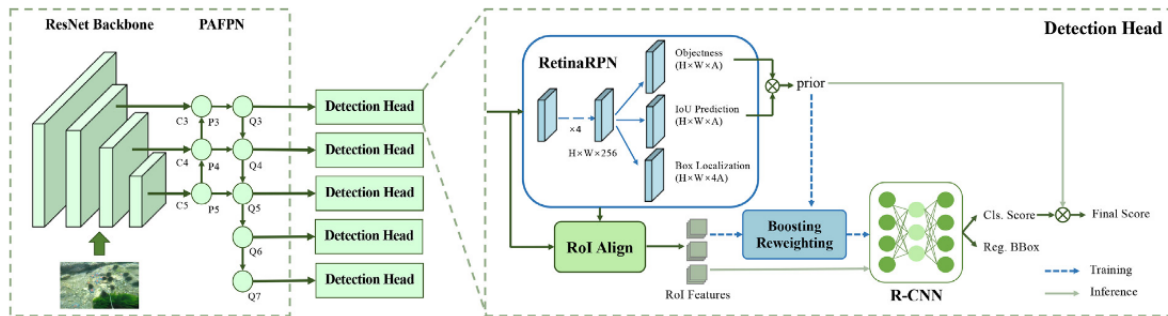 ResNet Backbone
PAFPN
C3
P3
Q3
C4
P4
Q4
C5
P5
Q5
Q6
Q7
Detection Head
Detection Head
Detection Head
Detection Head
Detection Head
Detection Head
RetinaRPN
×4
H×W×256
Objectness
(H×W×A)
IoU Prediction
(H×W×A)
Box Localization
(H×W×4A)
prior
RoI Align
RoI Features
Boosting
Reweighting
R-CNN
Cls. Score
Reg. BBox
Final Score
Training
Inference